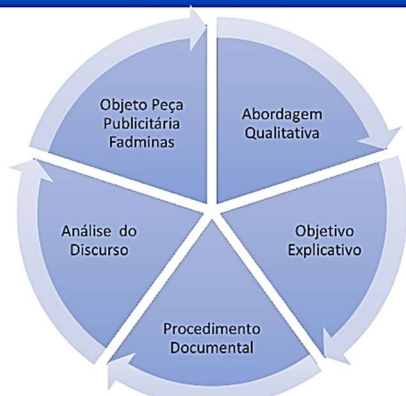 Objeto Peça
Publicitária
Fadminas
Abordagem
Qualitativa
Análise do
Discurso
Objetivo
Explicativo
Procedimento
Documental